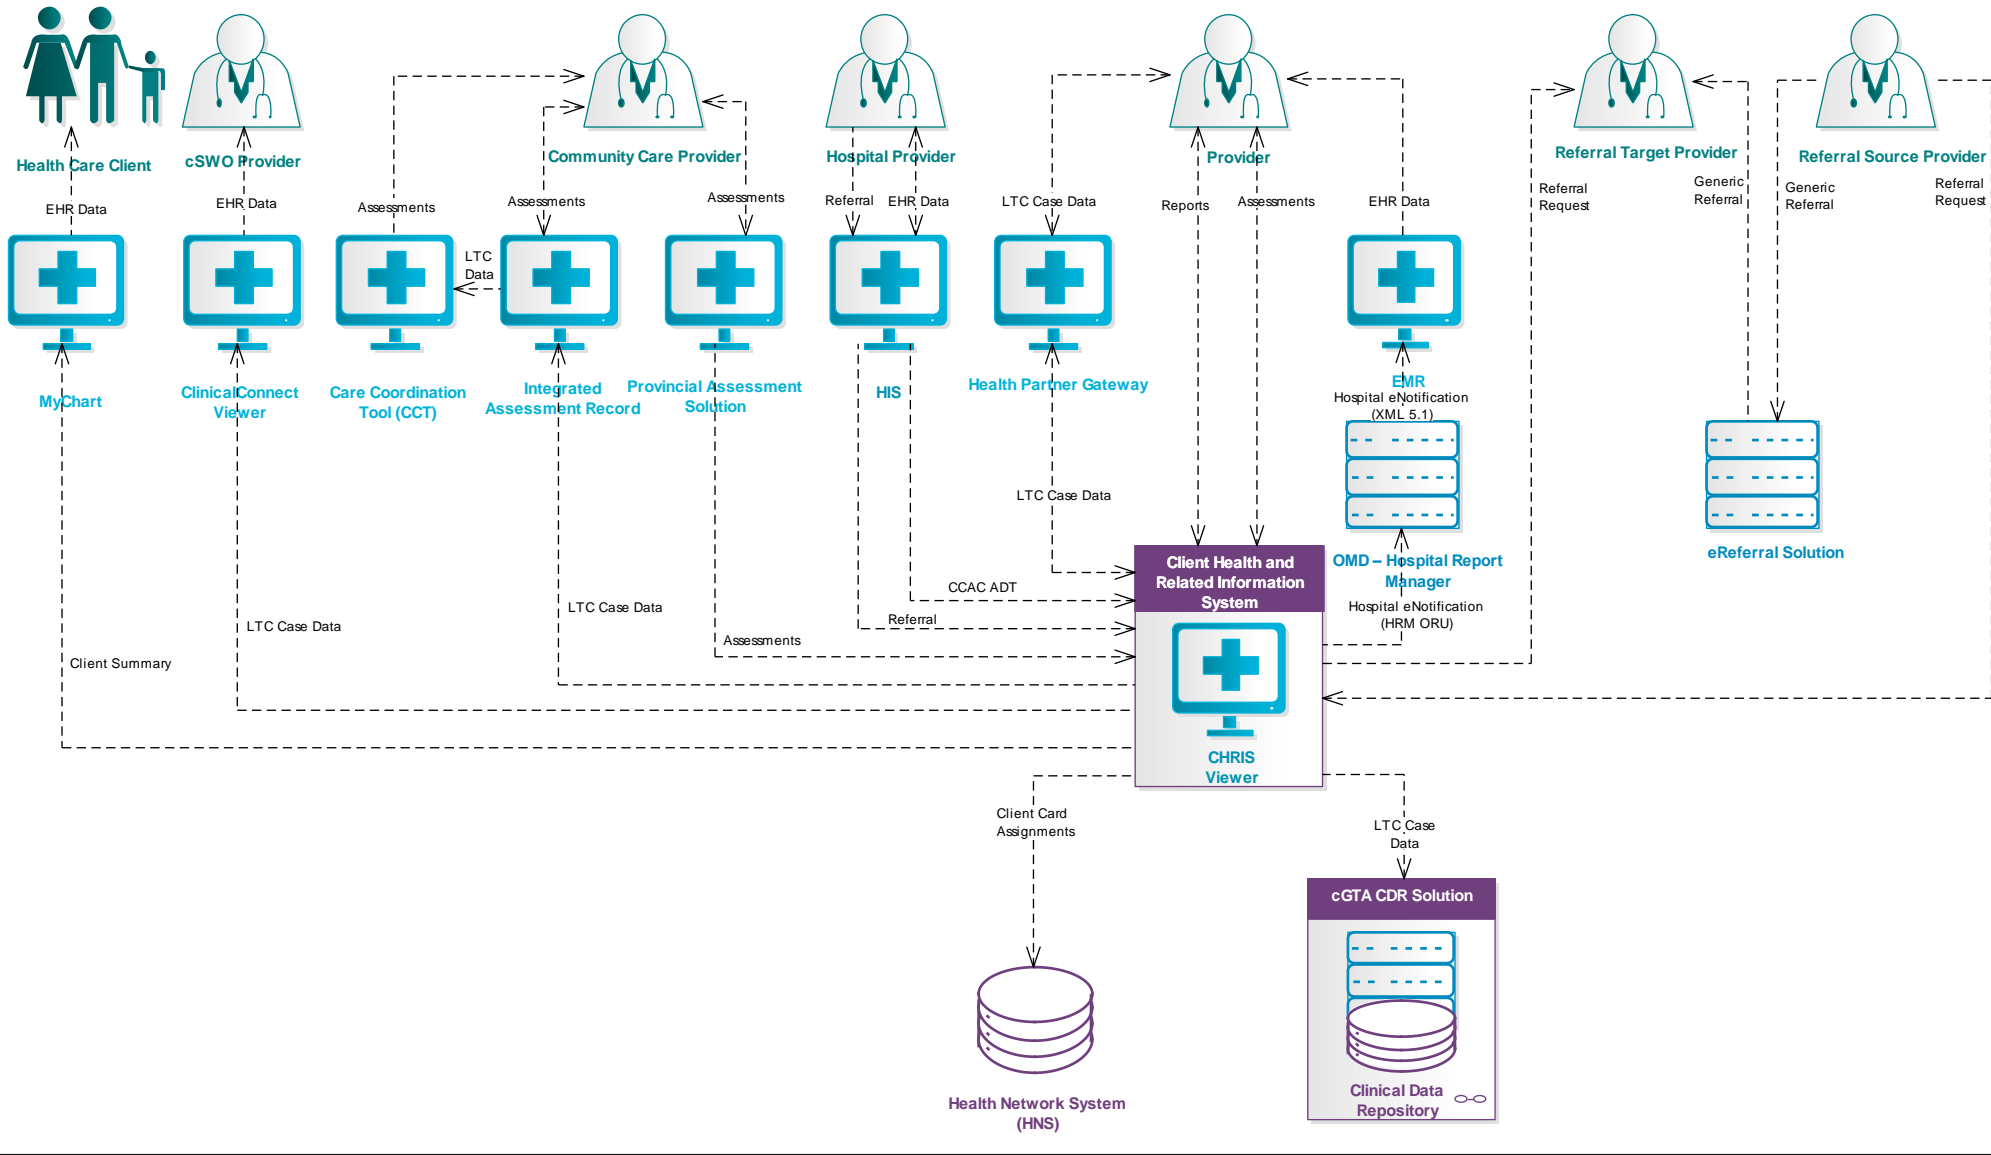 Health Care Client
cSWO Provider
Community Care Provider
Hospital Provider
Provider
Referral Target Provider
Referral Source Provider
EHR Data
EHR Data
Assessments
Assessments
Assessments
Referral
EHR Data
LTC Case Data
Reports
Assessments
EHR Data
Referral
Request
Generic
Referral
Generic
Referral
Referral
Request
LTC
Data
MyChart
ClinicalConnect
Viewer
Care Coordination
Tool (CCT)
Integrated
Assessment Record
Provincial Assessment
Solution
HIS
Health Partner Gateway
EMR
Hospital eNotification
(XML 5.1)
LTC Case Data
OMD – Hospital Report
Manager
eReferral Solution
Client Health and
Related Information
System
CCAC ADT
Hospital eNotification
(HRM ORU)
LTC Case Data
Referral
LTC Case Data
Assessments
Client Summary
CHRIS
Viewer
Client Card
Assignments
LTC Case
Data
cGTA CDR Solution
Clinical Data
Repository
Health Network System
(HNS)